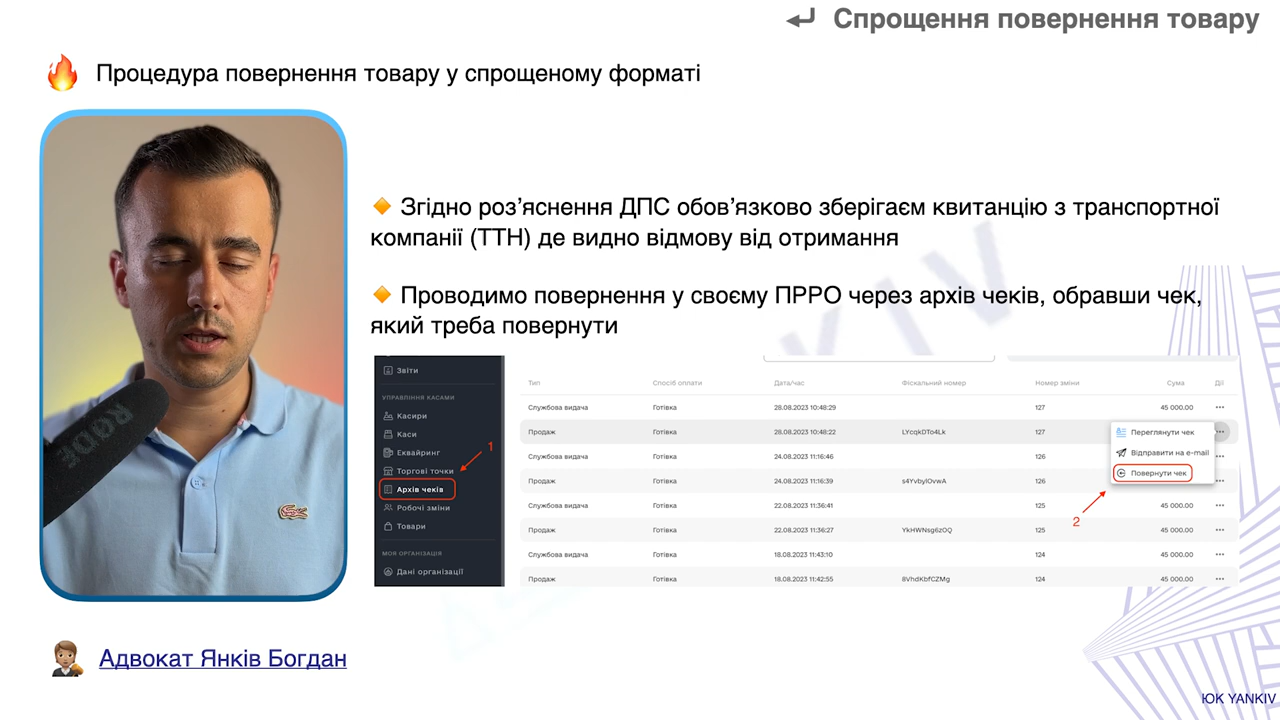 Спрощення повернення товару
Процедура повернення товару у спрощеному форматі
Згідно роз’яснення ДПС обов’язково зберігаєм квитанцію з транспортної
компанії (ТТН) де видно відмову від отримання
Проводимо повернення у своєму ПРРО через архів чеків, обравши чек,
який треба повернути
KIV
RØDE
Звіти
УПРАВЛІННЯ КАСАМИ
Касири
Каси
Еквайринг
Торгові точки
1
Архів чеків
Робочі зміни
Товари
МОЯ ОРГАНІЗАЦІЯ
Дані організації
Тип Спосіб оплати Дата/час Фіскальний номер Номер зміни Сума Дії
Службова видача Готівка 28.08.2023 10:48:29 127 45 000.00
Продаж Готівка 28.08.2023 10:48:22 LYcqkDTo4Lk 127
Службова видача Готівка 24.08.2023 11:16:46 126
Продаж Готівка 24.08.2023 11:16:39 s4YvbylOvwA 126
Службова видача Готівка 22.08.2023 11:36:41 125 45 000.00
Продаж Готівка 22.08.2023 11:36:27 YkHWNsg6zOQ 125 45 000.00
Службова видача Готівка 18.08.2023 11:43:10 124 45 000.00
Продаж Готівка 18.08.2023 11:42:55 8VhdKbfCZMg 124 45 000.00
Переглянути чек
Відправити на e-mail
Повернути чек
2
Адвокат Янків Богдан
ЮК YANKIV